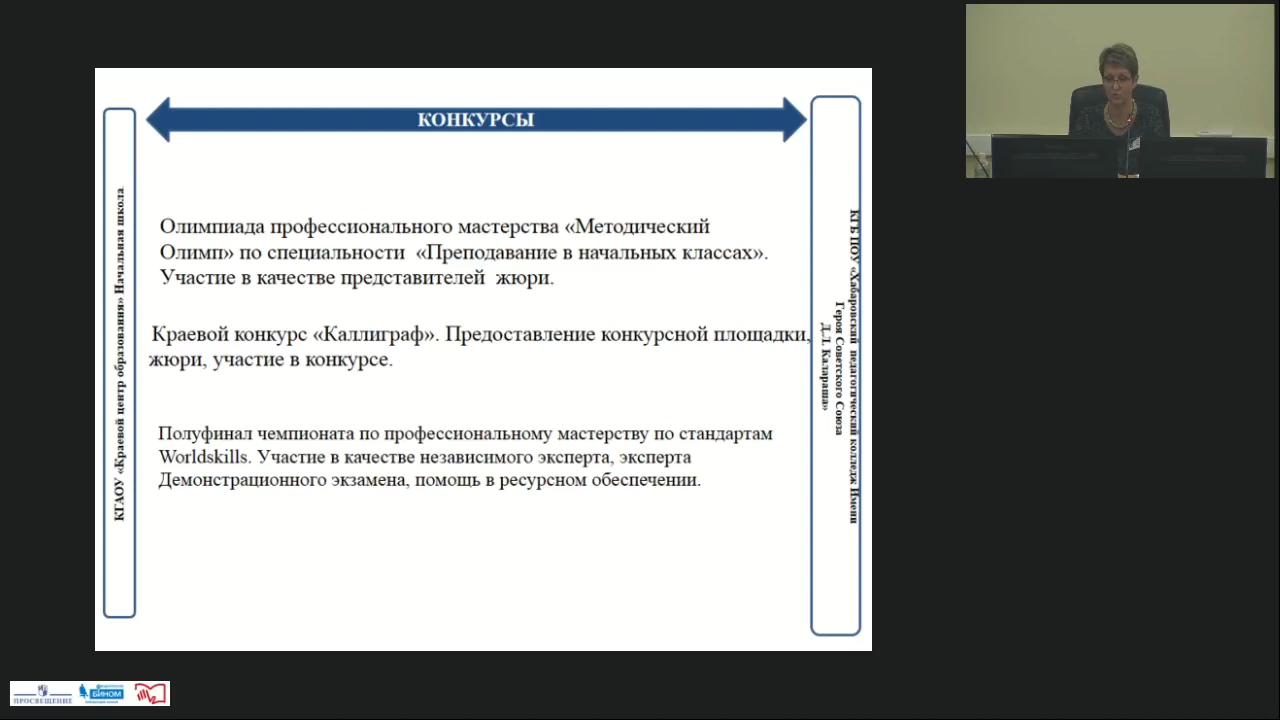 КОНКУРСЫ
КГАОУ «Краевой центр образования» Начальная школа
Олимпиада профессионального мастерства «Методический
Олимп» по специальности «Преподавание в начальных классах».
Участие в качестве представителей жюри.
Краевой конкурс «Каллиграф». Предоставление конкурсной площадки,
жюри, участие в конкурсе.
Полуфинал чемпионата по профессиональному мастерству по стандартам
Worldskills. Участие в качестве независимого эксперта, эксперта
Демонстрационного экзамена, помощь в ресурсном обеспечении.
КГБ ПОУ «Хабаровский педагогический колледж Имени
Героя Советского Союза
Д.Л. Калараша»
ПРОСВЕЩЕНИЕ
БИНОМ